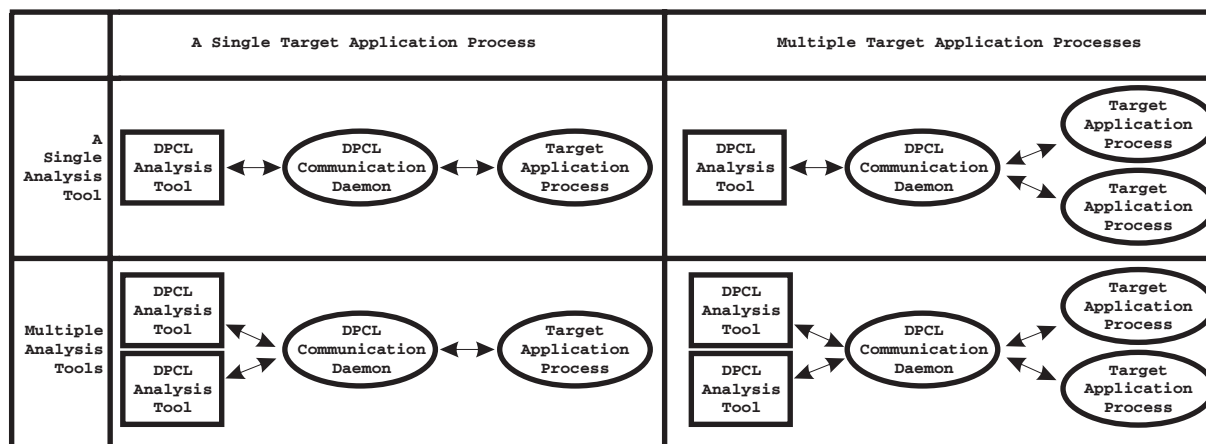 A Single Target Application Process
Multiple Target Application Processes
A
Single
Analysis
Tool
DPCL
Analysis
Tool
DPCL
Communication
Daemon
Target
Application
Process
DPCL
Analysis
Tool
DPCL
Communication
Daemon
Target
Application
Process
Target
Application
Process
Multiple
Analysis
Tools
DPCL
Analysis
Tool
DPCL
Analysis
Tool
DPCL
Communication
Daemon
Target
Application
Process
DPCL
Analysis
Tool
DPCL
Analysis
Tool
DPCL
Communication
Daemon
Target
Application
Process
Target
Application
Process